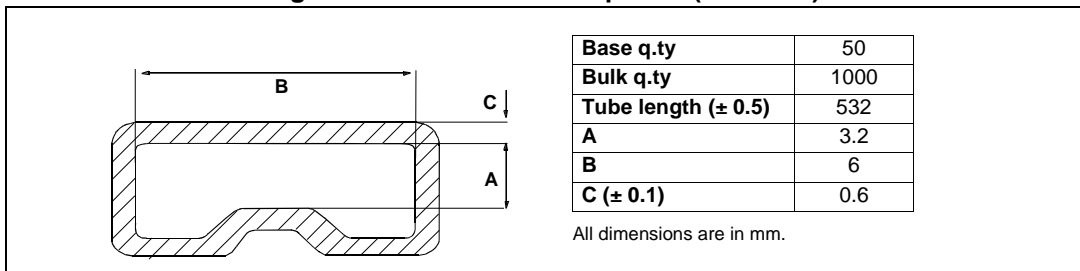 B
C
A
Base q.ty 50
Bulk q.ty 1000
Tube length (± 0.5) 532
A 3.2
B 6
C (± 0.1) 0.6
All dimensions are in mm.